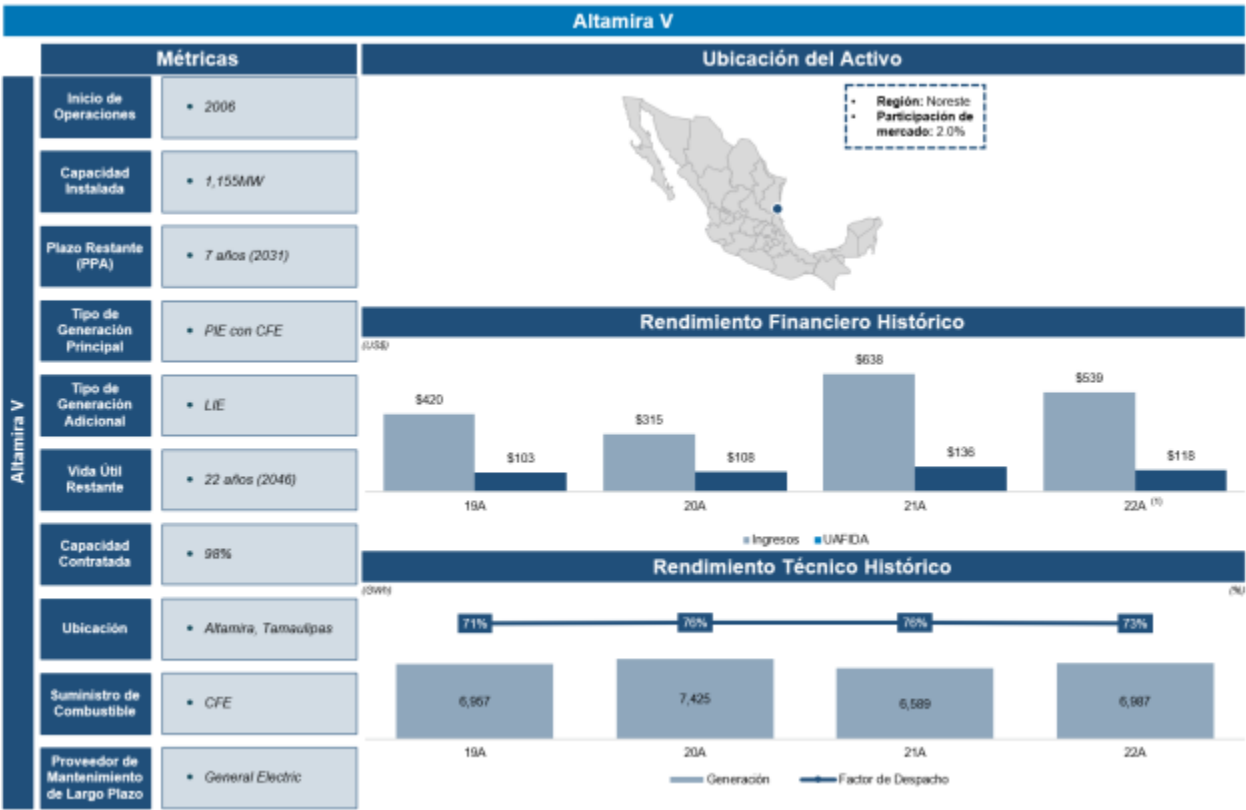 Altamira V
Métricas
Ubicación del Activo
Altamira V
Inicio de
Operaciones
• 2006
Capacidad
Instalada
• 1,155MW
Plazo Restante
(PPA)
• 7 años (2031)
Tipo de
Generación
Principal
• PIE con CFE
Tipo de
Generación
Adicional
• LIE
Vida Útil
Restante
• 22 años (2046)
Capacidad
Contratada
• 98%
Ubicación
• Altamira, Tamaulipas
Suministro de
Combustible
• CFE
Proveedor de
Mantenimiento
de Largo Plazo
• General Electric
• Región: Noreste
• Participación de
mercado: 2.0%
Rendimiento Financiero Histórico
(US$)
$420
$103
$315
$108
$638
$136
$539
$118
19A
20A
21A
22A (1)
Ingresos
UAFIDA
Rendimiento Técnico Histórico
(GWh)
(%)
71%
76%
76%
73%
6,957
7,425
6,589
6,987
19A
20A
21A
22A
Generación
Factor de Despacho